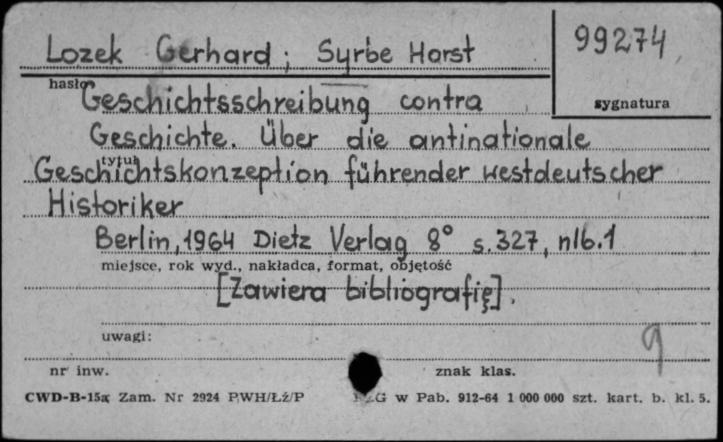 Lozek Gerhard; Syrbe Horst
99274
hasło
sygnatura
Geschichtsschreibung contra
Geschichte. Über die antinationale
tytuł
Geschichtskonzeption führender westdeutscher
Historiker
Berlin, 1964 Dietz Verlag 8° s. 327, nlb. 1
miejsce, rok wyd., nakładca, format, objętość
[Zawiera bibliografię].
uwagi:
nr inw.
znak klas.
CWD-B-15a Zam. Nr 2924 PWH/Łż/P
w Pab. 912-64 1 000 000 szt. kart. b. kl. 5.